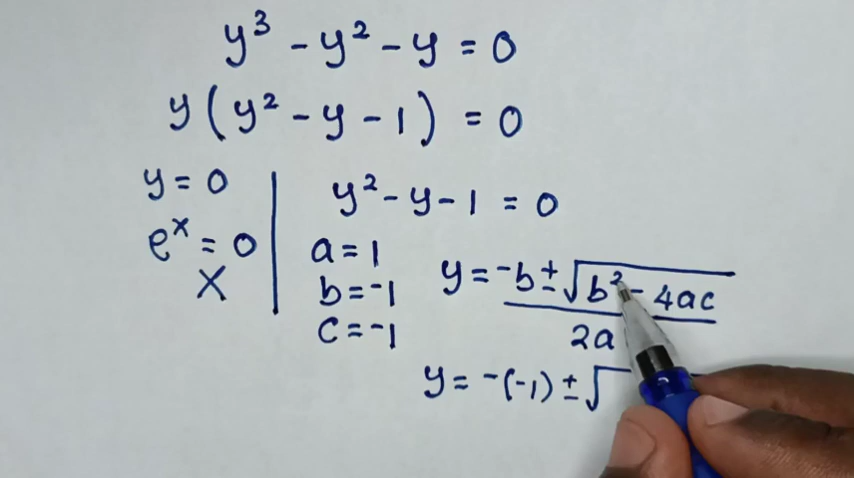 y³ - y² - y = 0
y(y² - y - 1) = 0
y = 0
eˣ = 0
X
y² - y - 1 = 0
a = 1
b = -1
c = -1
y = -b ± √b² - 4ac
2a
y = -(-1) ± √